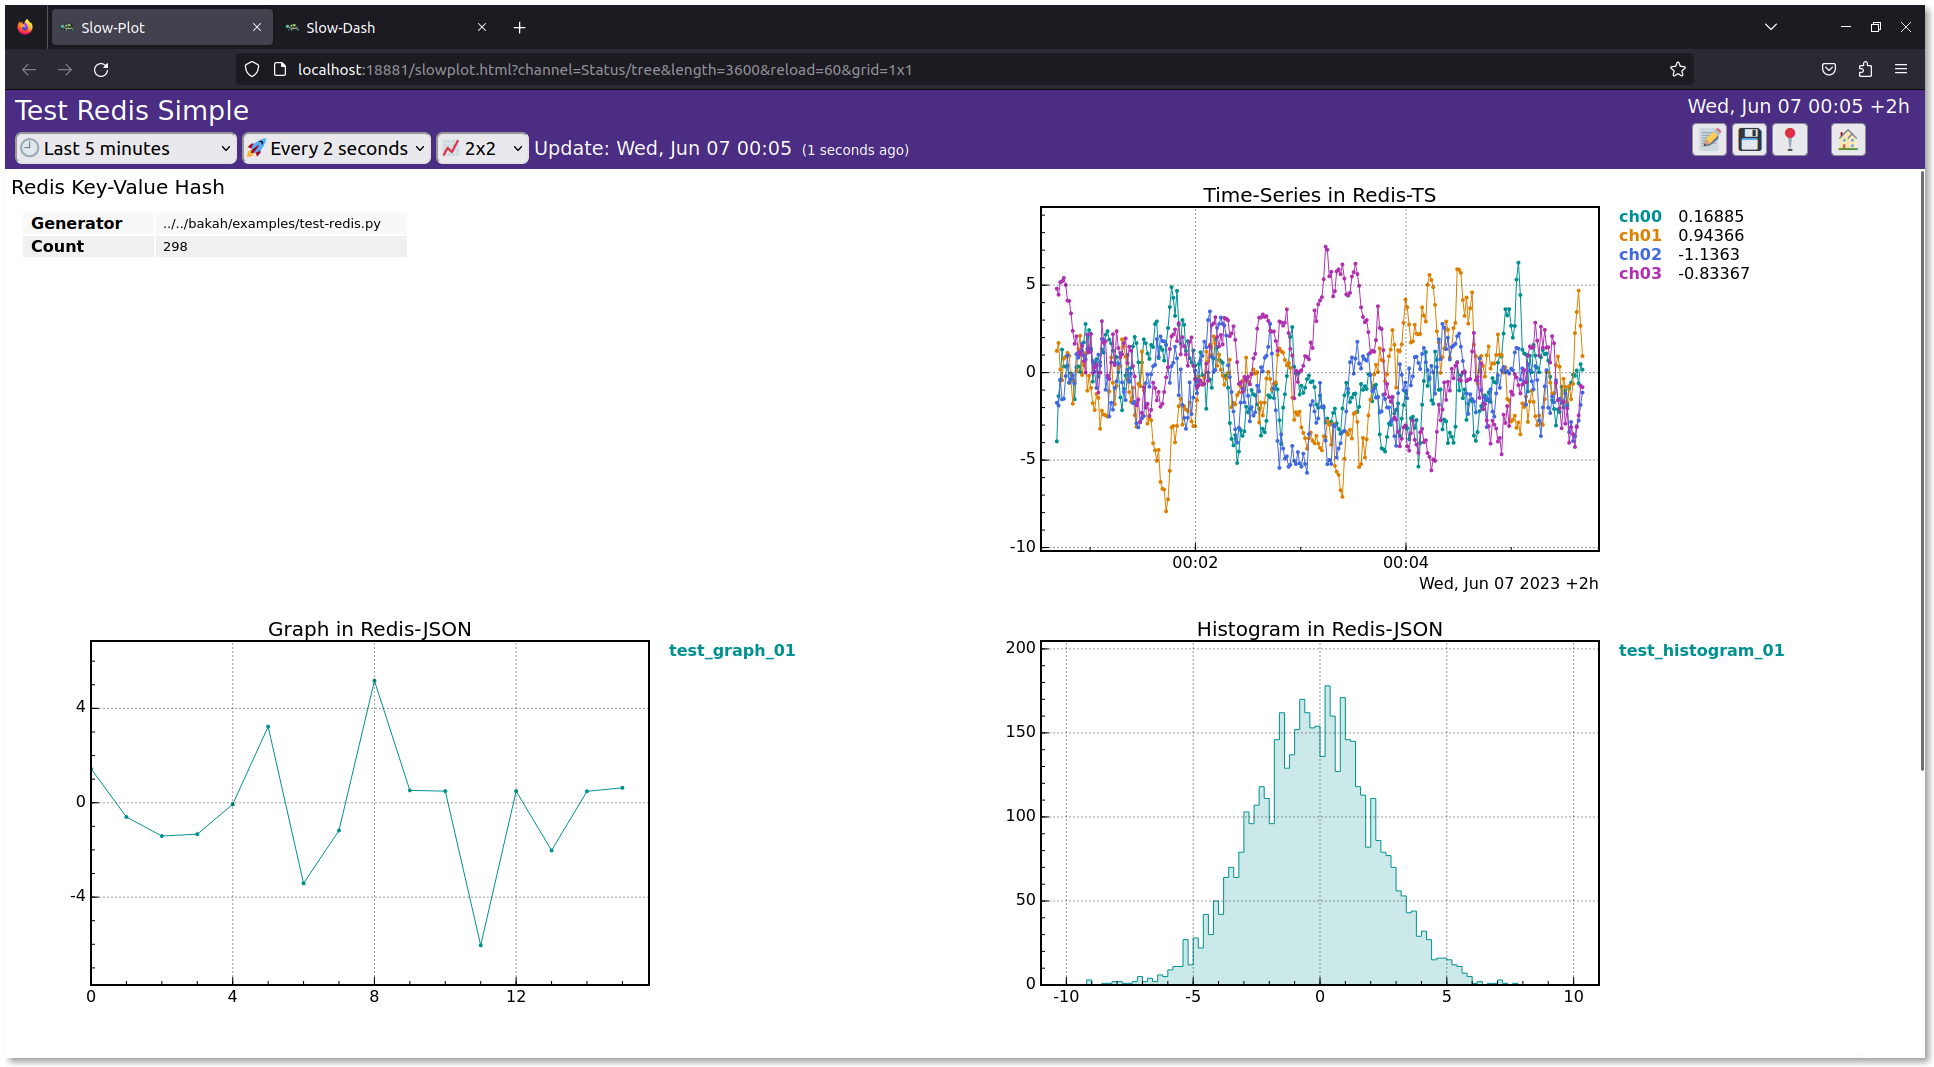 Slow-Plot
Slow-Dash
localhost:18881/slowplot.html?channel=Status/tree&length=3600&reload=60&grid=1x1
Test Redis Simple
Wed, Jun 07 00:05 +2h
Last 5 minutes
Every 2 seconds
2x2
Update: Wed, Jun 07 00:05 (1 seconds ago)
Redis Key-Value Hash
Generator ../../bakah/examples/test-redis.py
Count 298
Time-Series in Redis-TS
5
0
-5
-10
00:02 00:04
Wed, Jun 07 2023 +2h
ch00 0.16885
ch01 0.94366
ch02 -1.1363
ch03 -0.83367
Graph in Redis-JSON
4
0
-4
0 4 8 12
test_graph_01
Histogram in Redis-JSON
200
150
100
50
0
-10 -5 0 5 10
test_histogram_01